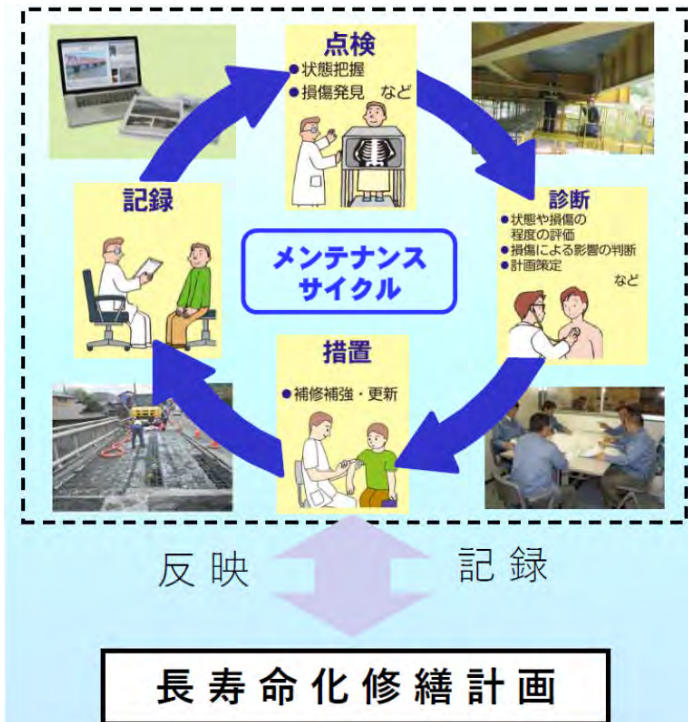 点検
●状態把握
●損傷発見 など
記録
診断
●状態や損傷の
程度の評価
●損傷による影響の判断
●計画策定
など
メンテナンス
サイクル
措置
●補修補強・更新
反映
記録
長寿命化修繕計画